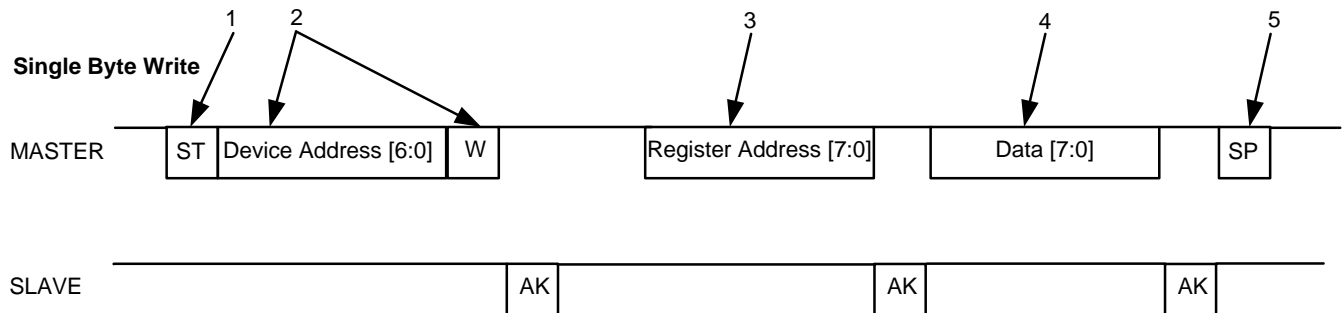 1 2 3 4 5
Single Byte Write
MASTER ST Device Address [6:0] W Register Address [7:0] Data [7:0] SP
SLAVE AK AK AK